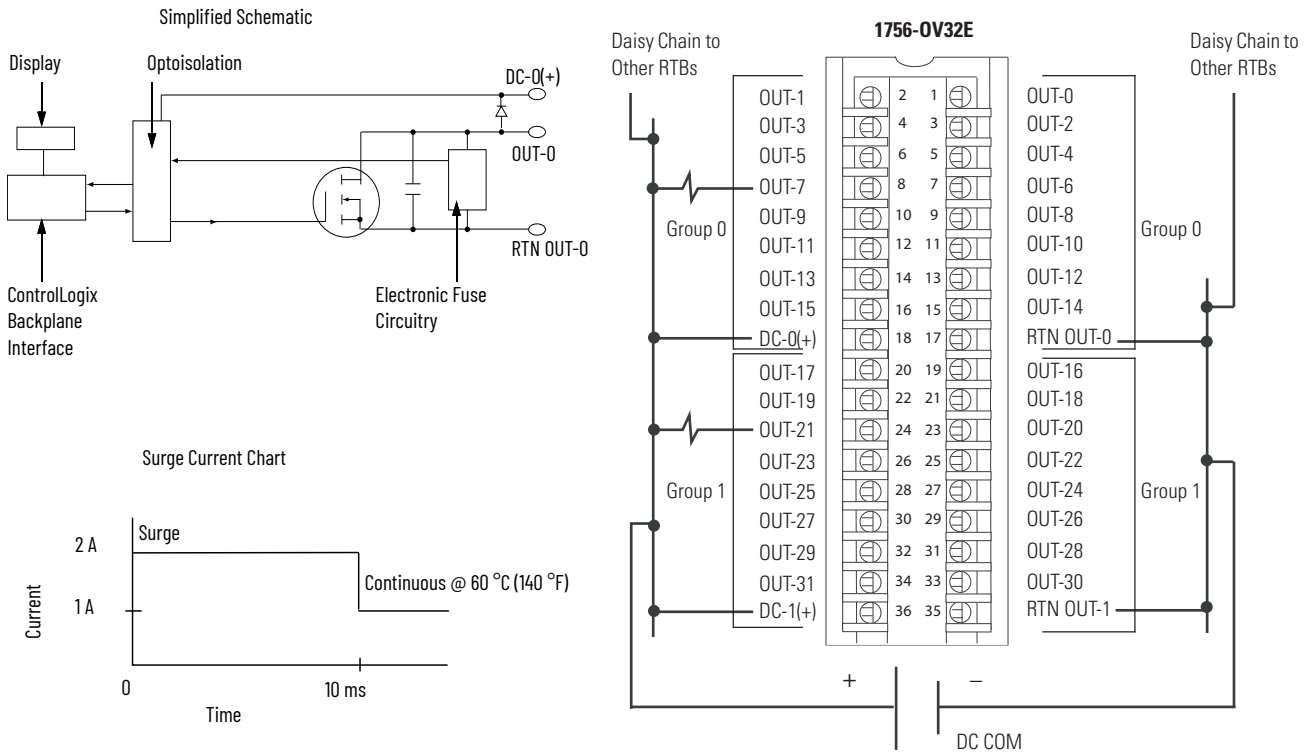 Simplified Schematic
Display
Optoisolation
DC-0(+)
OUT-0
RTN OUT-0
ControlLogix
Backplane
Interface
Electronic Fuse
Circuitry
Surge Current Chart
Surge
2 A
Continuous @ 60 °C (140 °F)
1 A
Current
0
10 ms
Time
1756-OV32E
Daisy Chain to
Other RTBs
Daisy Chain to
Other RTBs
OUT-1 2 1 OUT-0
OUT-3 4 3 OUT-2
OUT-5 6 5 OUT-4
OUT-7 8 7 OUT-6
OUT-9 10 9 OUT-8
Group 0 Group 0
OUT-11 12 11 OUT-10
OUT-13 14 13 OUT-12
OUT-15 16 15 OUT-14
DC-0(+) 18 17 RTN OUT-0
OUT-17 20 19 OUT-16
OUT-19 22 21 OUT-18
OUT-21 24 23 OUT-20
OUT-23 26 25 OUT-22
Group 1 OUT-25 28 27 OUT-24 Group 1
OUT-27 30 29 OUT-26
OUT-29 32 31 OUT-28
OUT-31 34 33 OUT-30
DC-1(+) 36 35 RTN OUT-1
+ –
DC COM